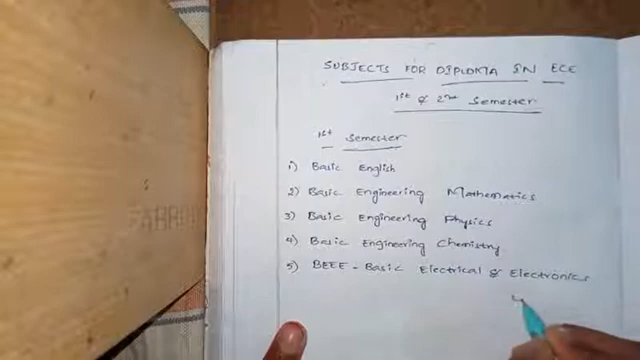 SUBJECTS FOR DIPLOMA IN ECE
1st & 2nd Semester
1st Semester
1) Basic English
2) Basic Engineering Mathematics
3) Basic Engineering Physics
4) Basic Engineering Chemistry
5) BEEE - Basic Electrical & Electronics